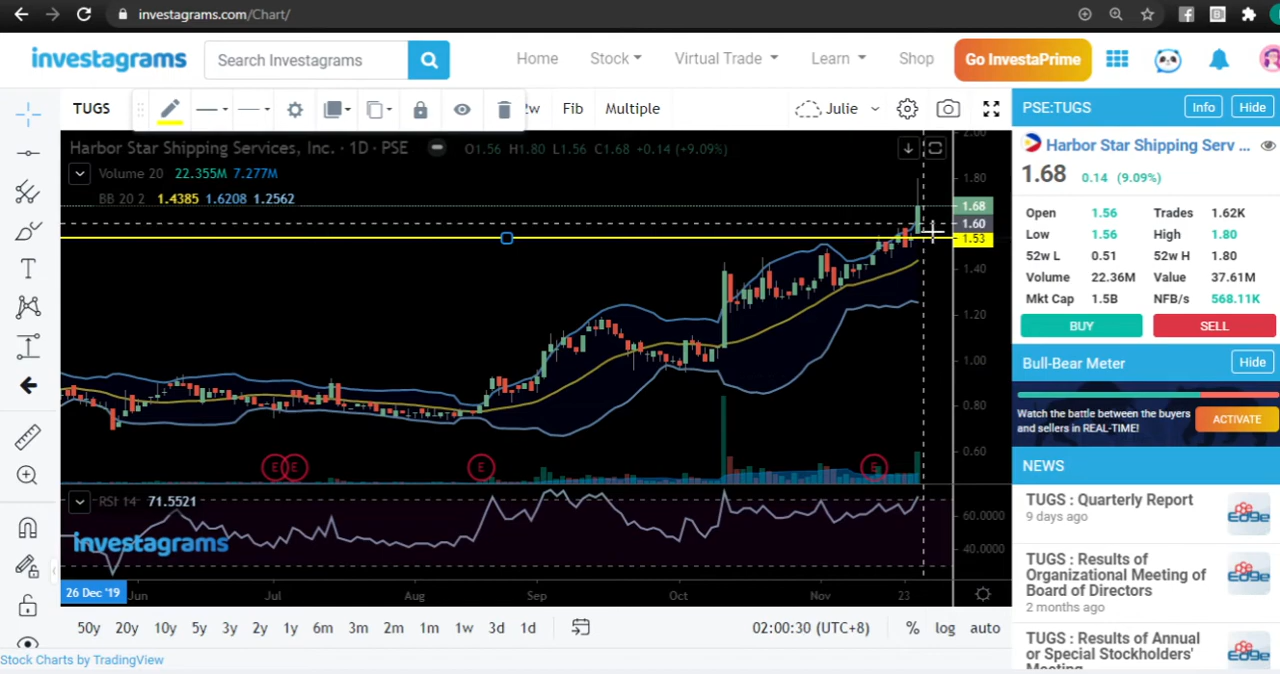 investagrams.com/Chart/
investagrams
Search Investagrams
Home Stock Virtual Trade Learn Shop Go InvestaPrime
TUGS 2w Fib Multiple Julie
PSE:TUGS Info Hide
Harbor Star Shipping Services, Inc. · 1D · PSE O1.56 H1.80 L1.56 C1.68 +0.14 (+9.09%)
Volume 20 22.355M 7.277M
BB 20 2 1.4385 1.6208 1.2562
2.00
1.80
1.68
1.60
1.53
1.40
1.20
1.00
0.80
0.60
E E E E
RSI 14 71.5521
60.0000
40.0000
investagrams
26 Dec '19 Jun Jul Aug Sep Oct Nov 23
50y 20y 10y 5y 3y 2y 1y 6m 3m 2m 1m 1w 3d 1d 02:00:30 (UTC+8) % log auto
Stock Charts by TradingView
Harbor Star Shipping Serv ...
1.68 0.14 (9.09%)
Open 1.56 Trades 1.62K
Low 1.56 High 1.80
52w L 0.51 52w H 1.80
Volume 22.36M Value 37.61M
Mkt Cap 1.5B NFB/s 568.11K
BUY SELL
Bull-Bear Meter Hide
Watch the battle between the buyers
and sellers in REAL-TIME!
ACTIVATE
NEWS
TUGS : Quarterly Report
9 days ago
EDGE
TUGS : Results of
Organizational Meeting of
Board of Directors
2 months ago
EDGE
TUGS : Results of Annual
or Special Stockholders'
Meeting
EDGE